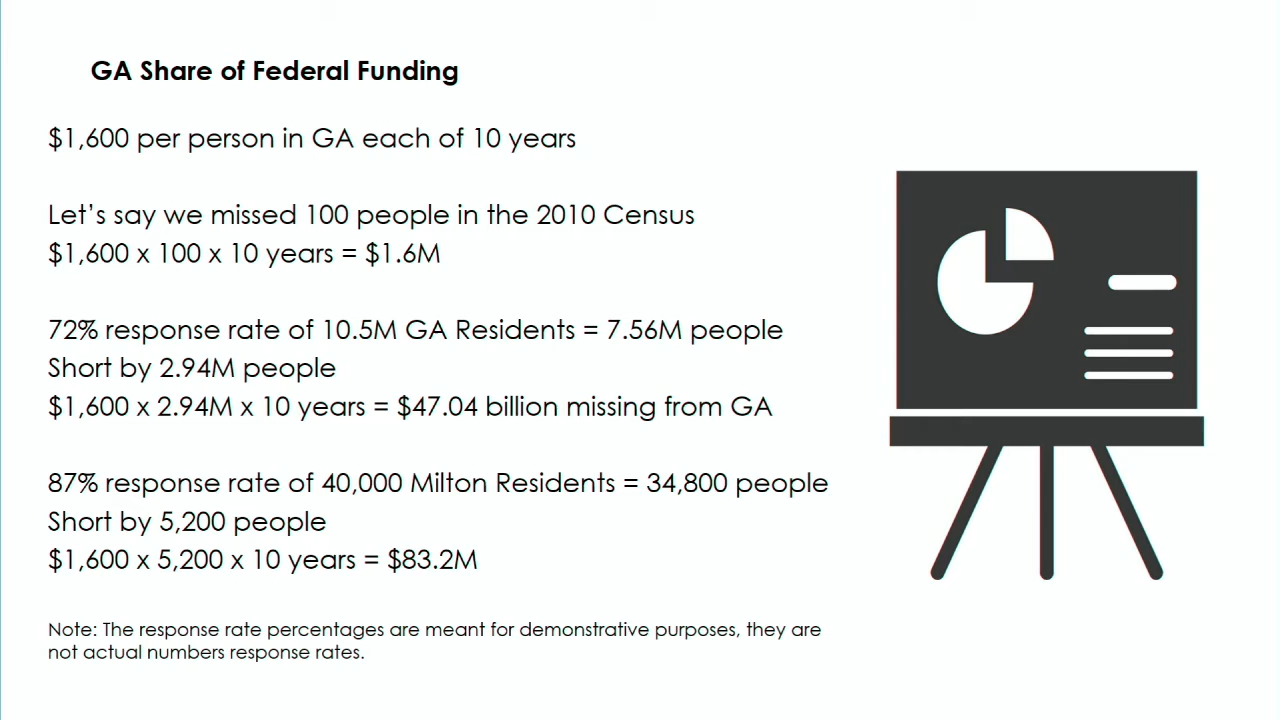 GA Share of Federal Funding
$1,600 per person in GA each of 10 years
Let’s say we missed 100 people in the 2010 Census
$1,600 x 100 x 10 years = $1.6M
72% response rate of 10.5M GA Residents = 7.56M people
Short by 2.94M people
$1,600 x 2.94M x 10 years = $47.04 billion missing from GA
87% response rate of 40,000 Milton Residents = 34,800 people
Short by 5,200 people
$1,600 x 5,200 x 10 years = $83.2M
Note: The response rate percentages are meant for demonstrative purposes, they are
not actual numbers response rates.